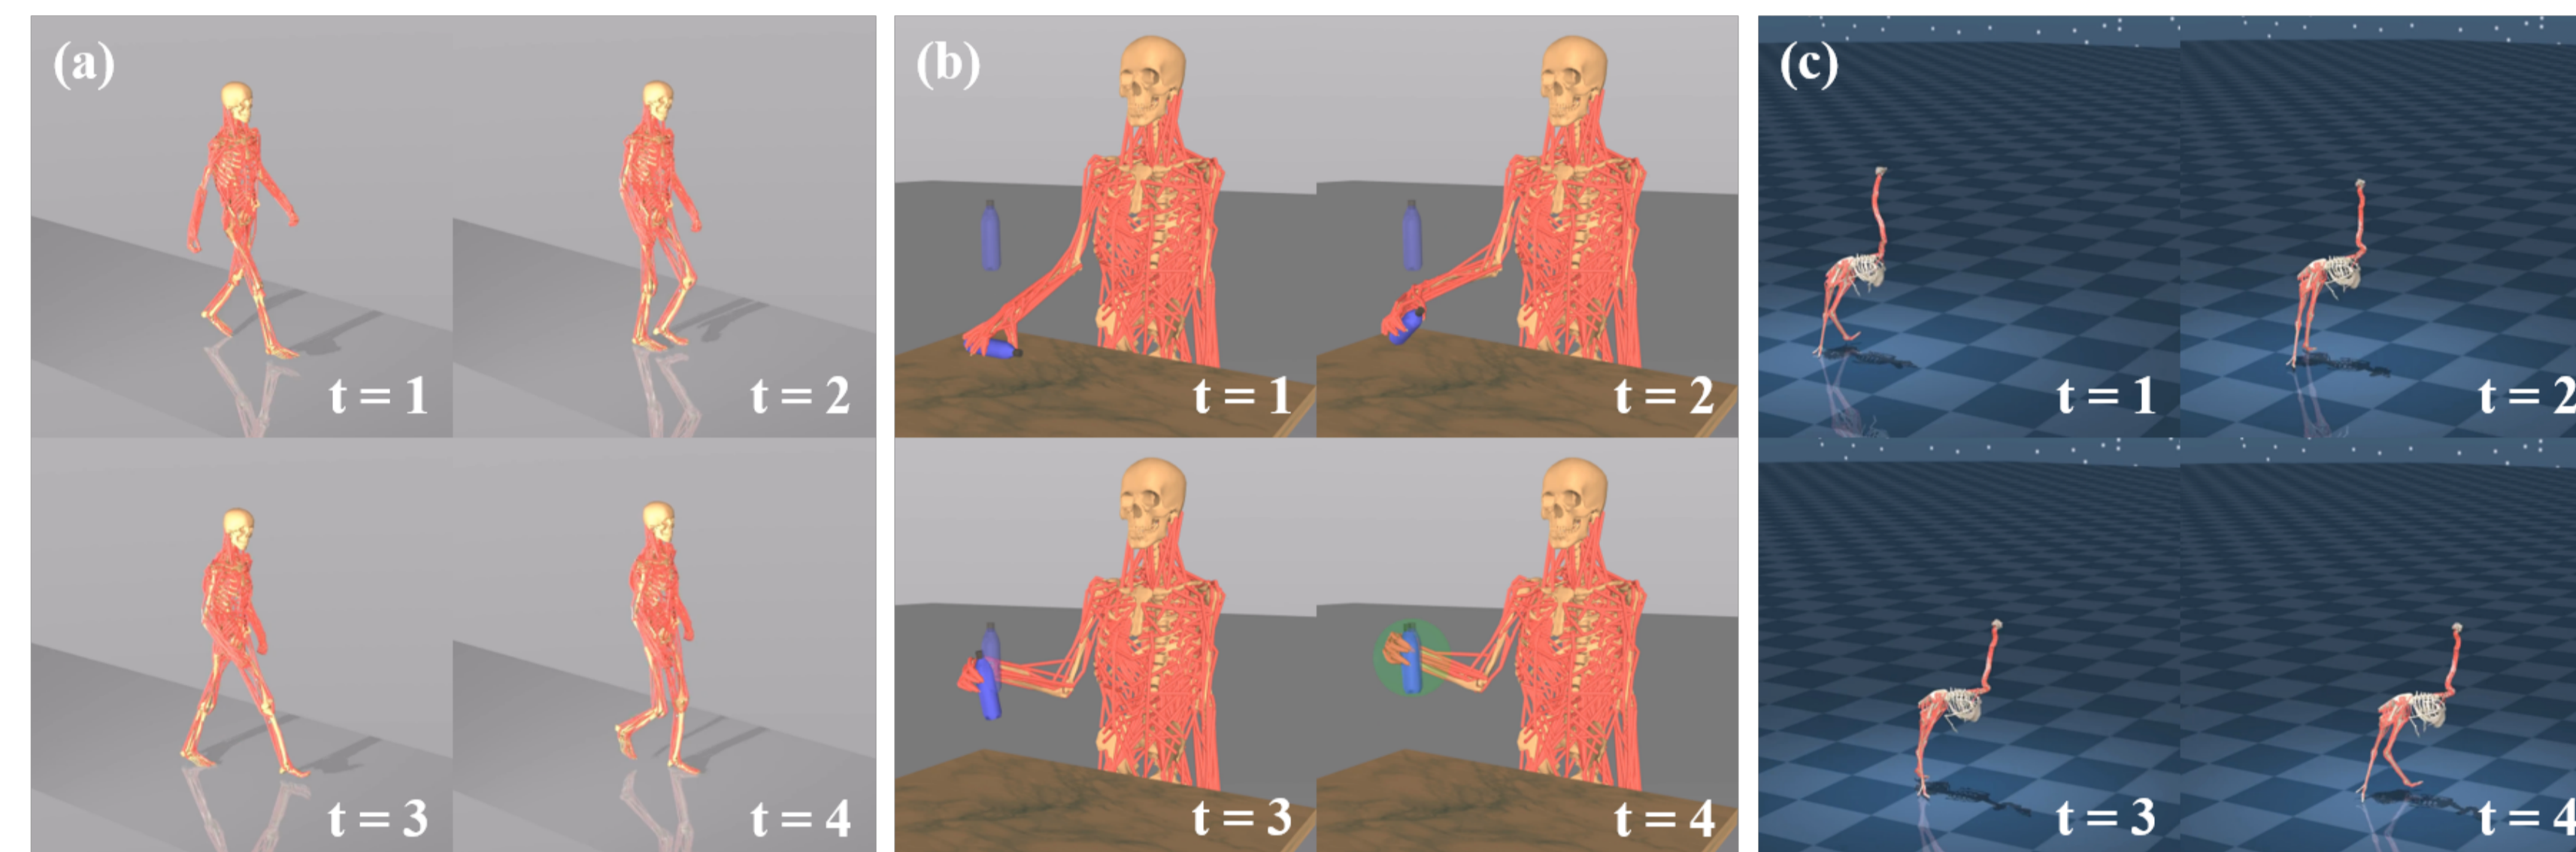 (a)
t = 1
t = 2
t = 3
t = 4
(b)
t = 1
t = 2
t = 3
t = 4
(c)
t = 1
t = 2
t = 3
t = 4